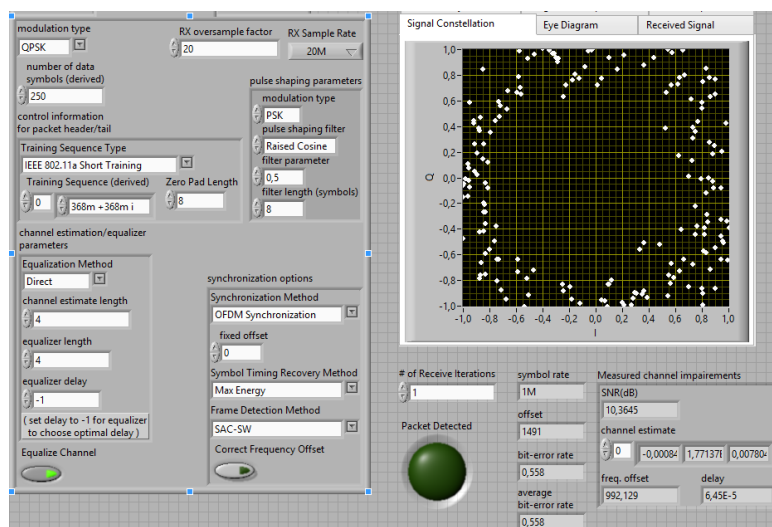 modulation type
QPSK
number of data
symbols (derived)
250
RX oversample factor
20
RX Sample Rate
20M
control information
for packet header/tail
Training Sequence Type
IEEE 802.11a Short Training
Training Sequence (derived)
0
368m +368m i
Zero Pad Length
8
pulse shaping parameters
modulation type
PSK
pulse shaping filter
Raised Cosine
filter parameter
0,5
filter length (symbols)
8
channel estimation/equalizer
parameters
Equalization Method
Direct
channel estimate length
4
equalizer length
4
equalizer delay
-1
( set delay to -1 for equalizer
to choose optimal delay )
Equalize Channel
synchronization options
Synchronization Method
OFDM Synchronization
fixed offset
0
Symbol Timing Recovery Method
Max Energy
Frame Detection Method
SAC-SW
Correct Frequency Offset
Signal Constellation
Eye Diagram
Received Signal
1,0
0,8
0,6
0,4
0,2
0,0
-0,2
-0,4
-0,6
-0,8
-1,0
Q
-1,0 -0,8 -0,6 -0,4 -0,2 0,0 0,2 0,4 0,6 0,8 1,0
I
# of Receive Iterations
1
Packet Detected
symbol rate
1M
offset
1491
bit-error rate
0,558
average
bit-error rate
0,558
Measured channel impairments
SNR(dB)
10,3645
channel estimate
0
-0,00084
1,77137E
0,007804
freq. offset
992,129
delay
6,45E-5